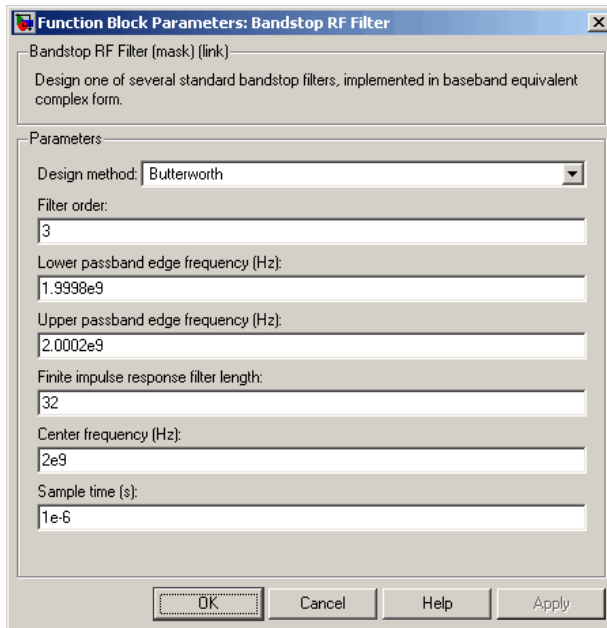 Function Block Parameters: Bandstop RF Filter
Bandstop RF Filter (mask) (link)
Design one of several standard bandstop filters, implemented in baseband equivalent
complex form.
Parameters
Design method: Butterworth
Filter order:
3
Lower passband edge frequency (Hz):
1.9998e9
Upper passband edge frequency (Hz):
2.0002e9
Finite impulse response filter length:
32
Center frequency (Hz):
2e9
Sample time (s):
1e-6
OK Cancel Help Apply